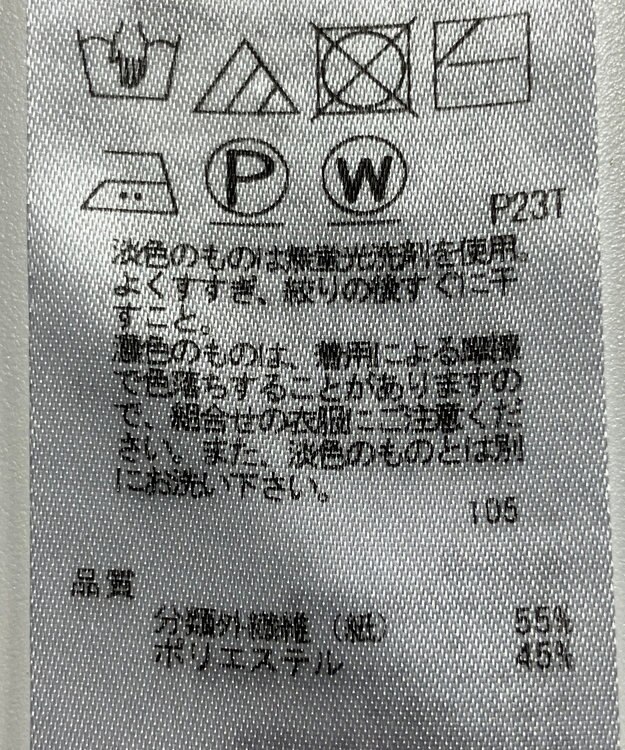 P W
P23T
淡色のものは無蛍光洗剤を使用。
よくすすぎ、絞りの後すぐに干
すこと。
濃色のものは、着用による摩擦
で色落ちすることがありますの
で、組合せの衣服にご注意くだ
さい。また、淡色のものとは別
にお洗い下さい。
105
品質
分類外繊維（紙） 55%
ポリエステル 45%